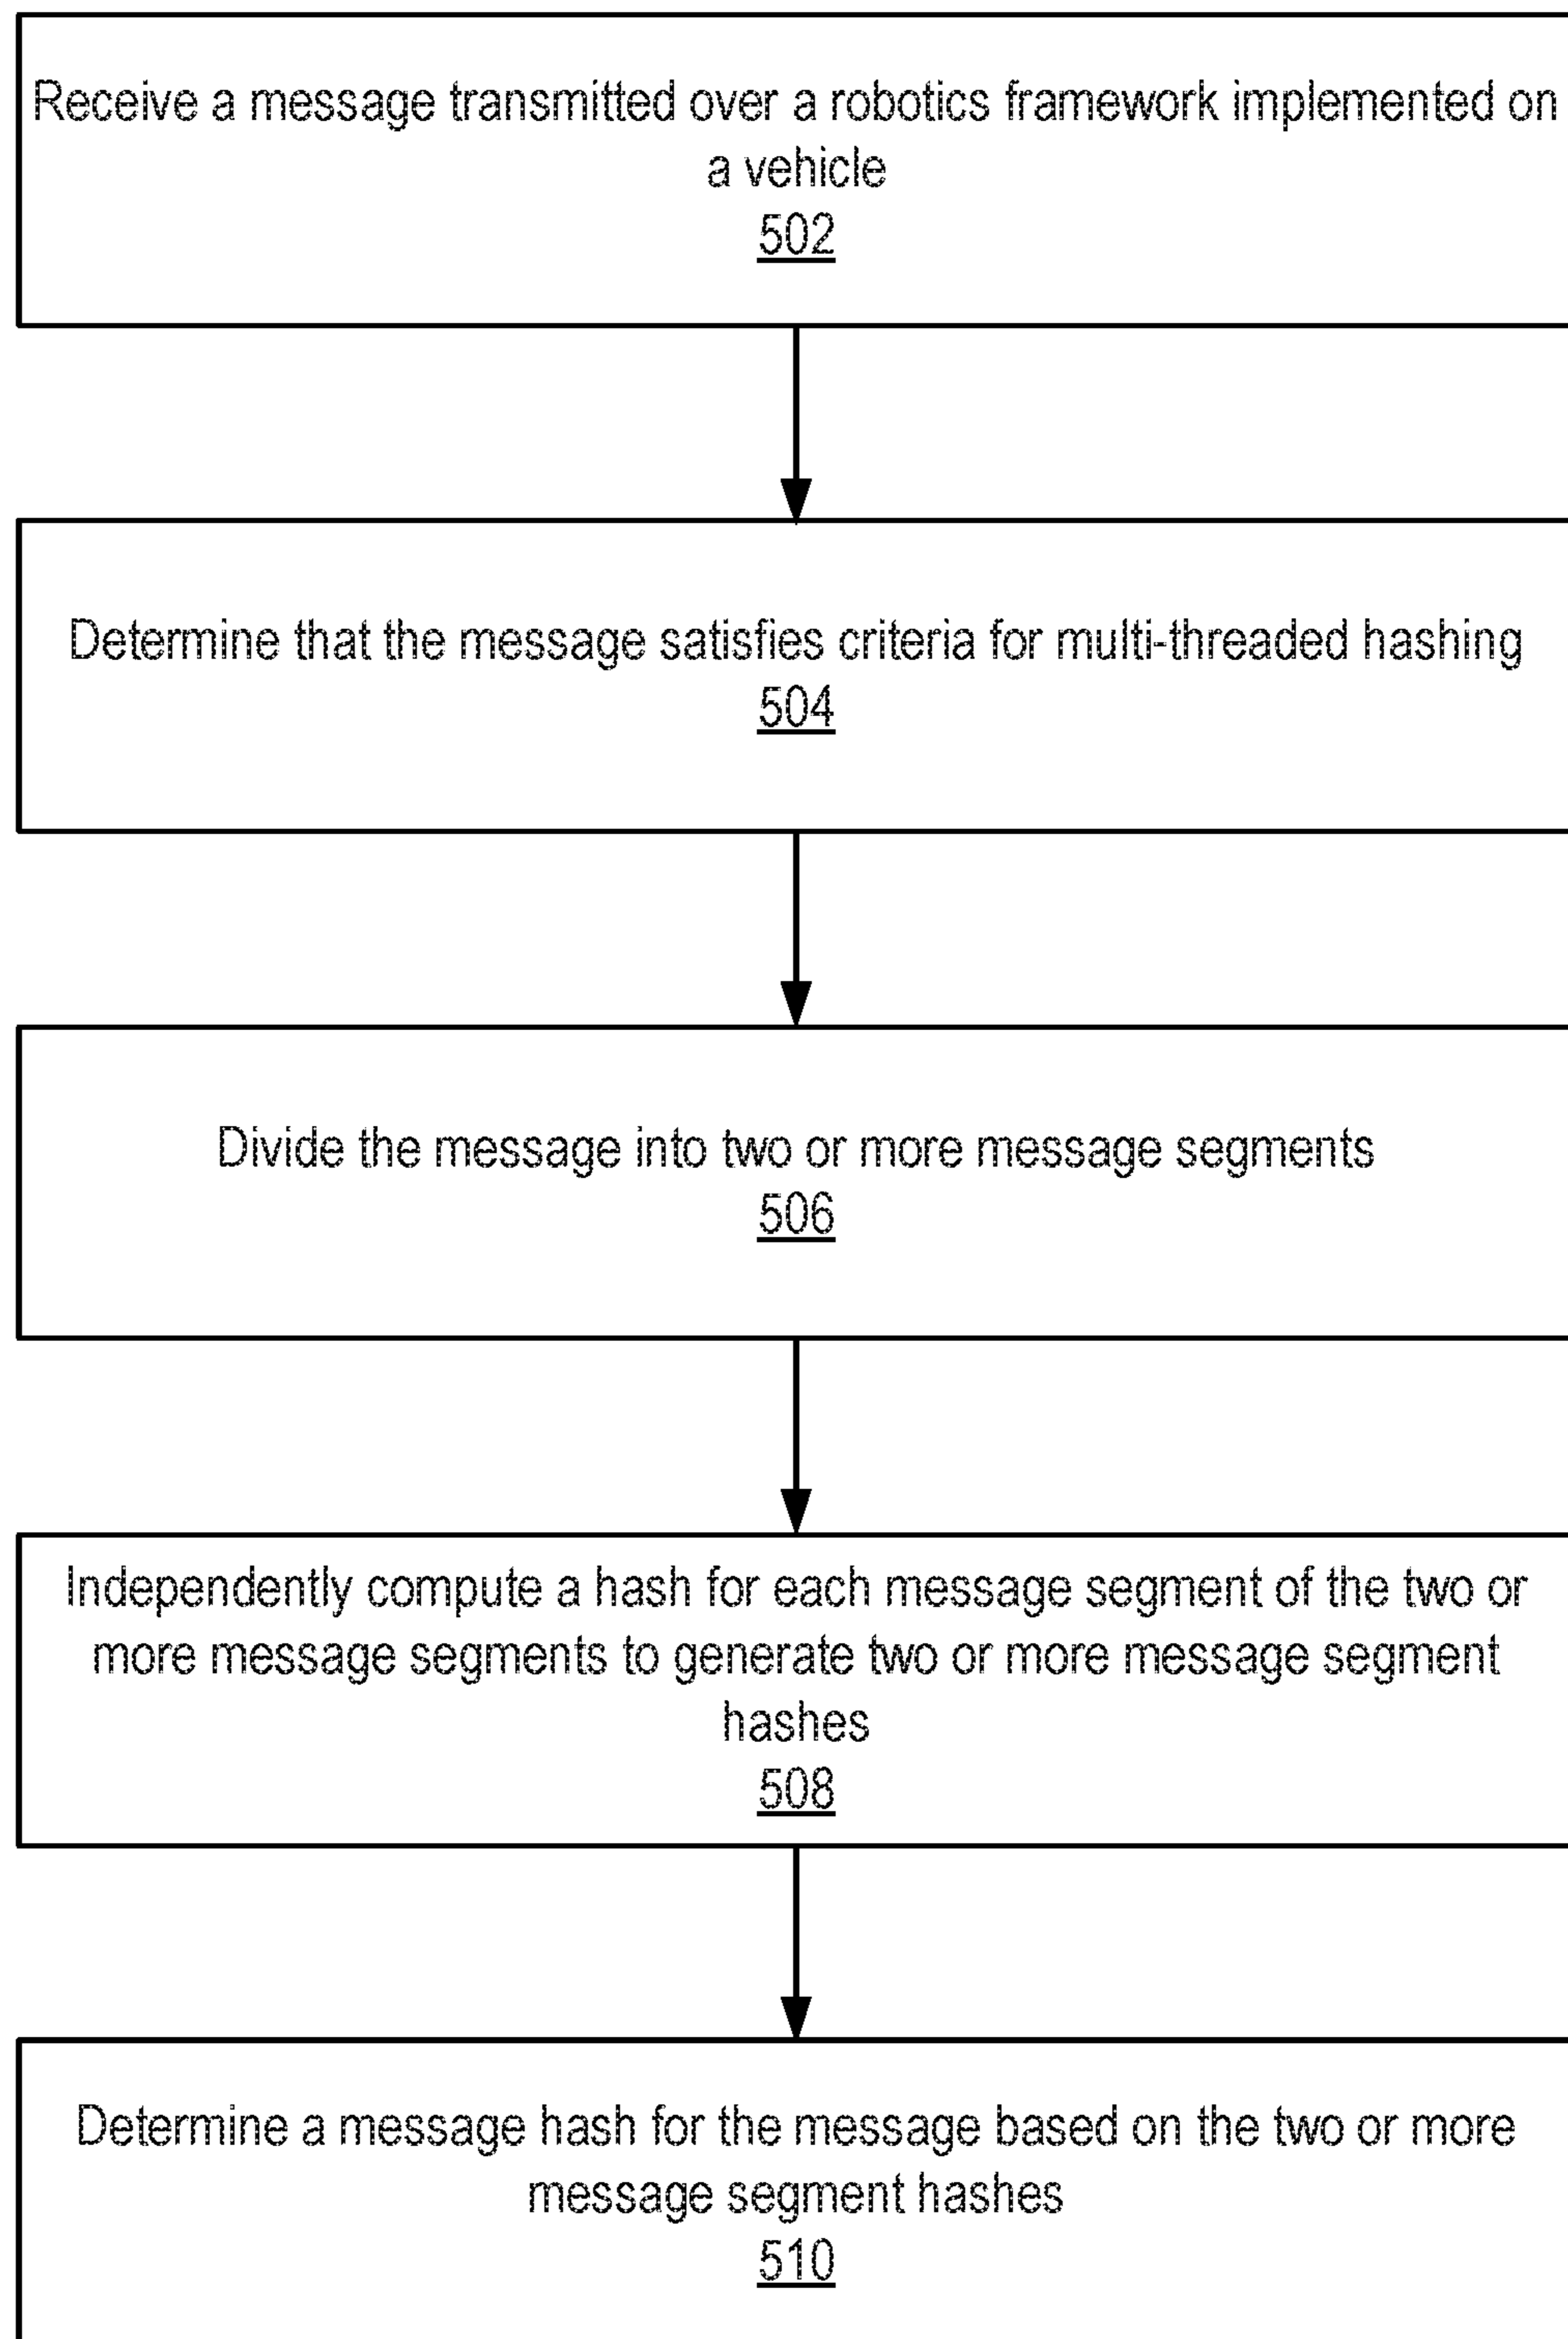 Receive a message transmitted over a robotics framework implemented on
a vehicle
502
Determine that the message satisfies criteria for multi-threaded hashing
504
Divide the message into two or more message segments
506
Independently compute a hash for each message segment of the two or
more message segments to generate two or more message segment
hashes
508
Determine a message hash for the message based on the two or more
message segment hashes
510